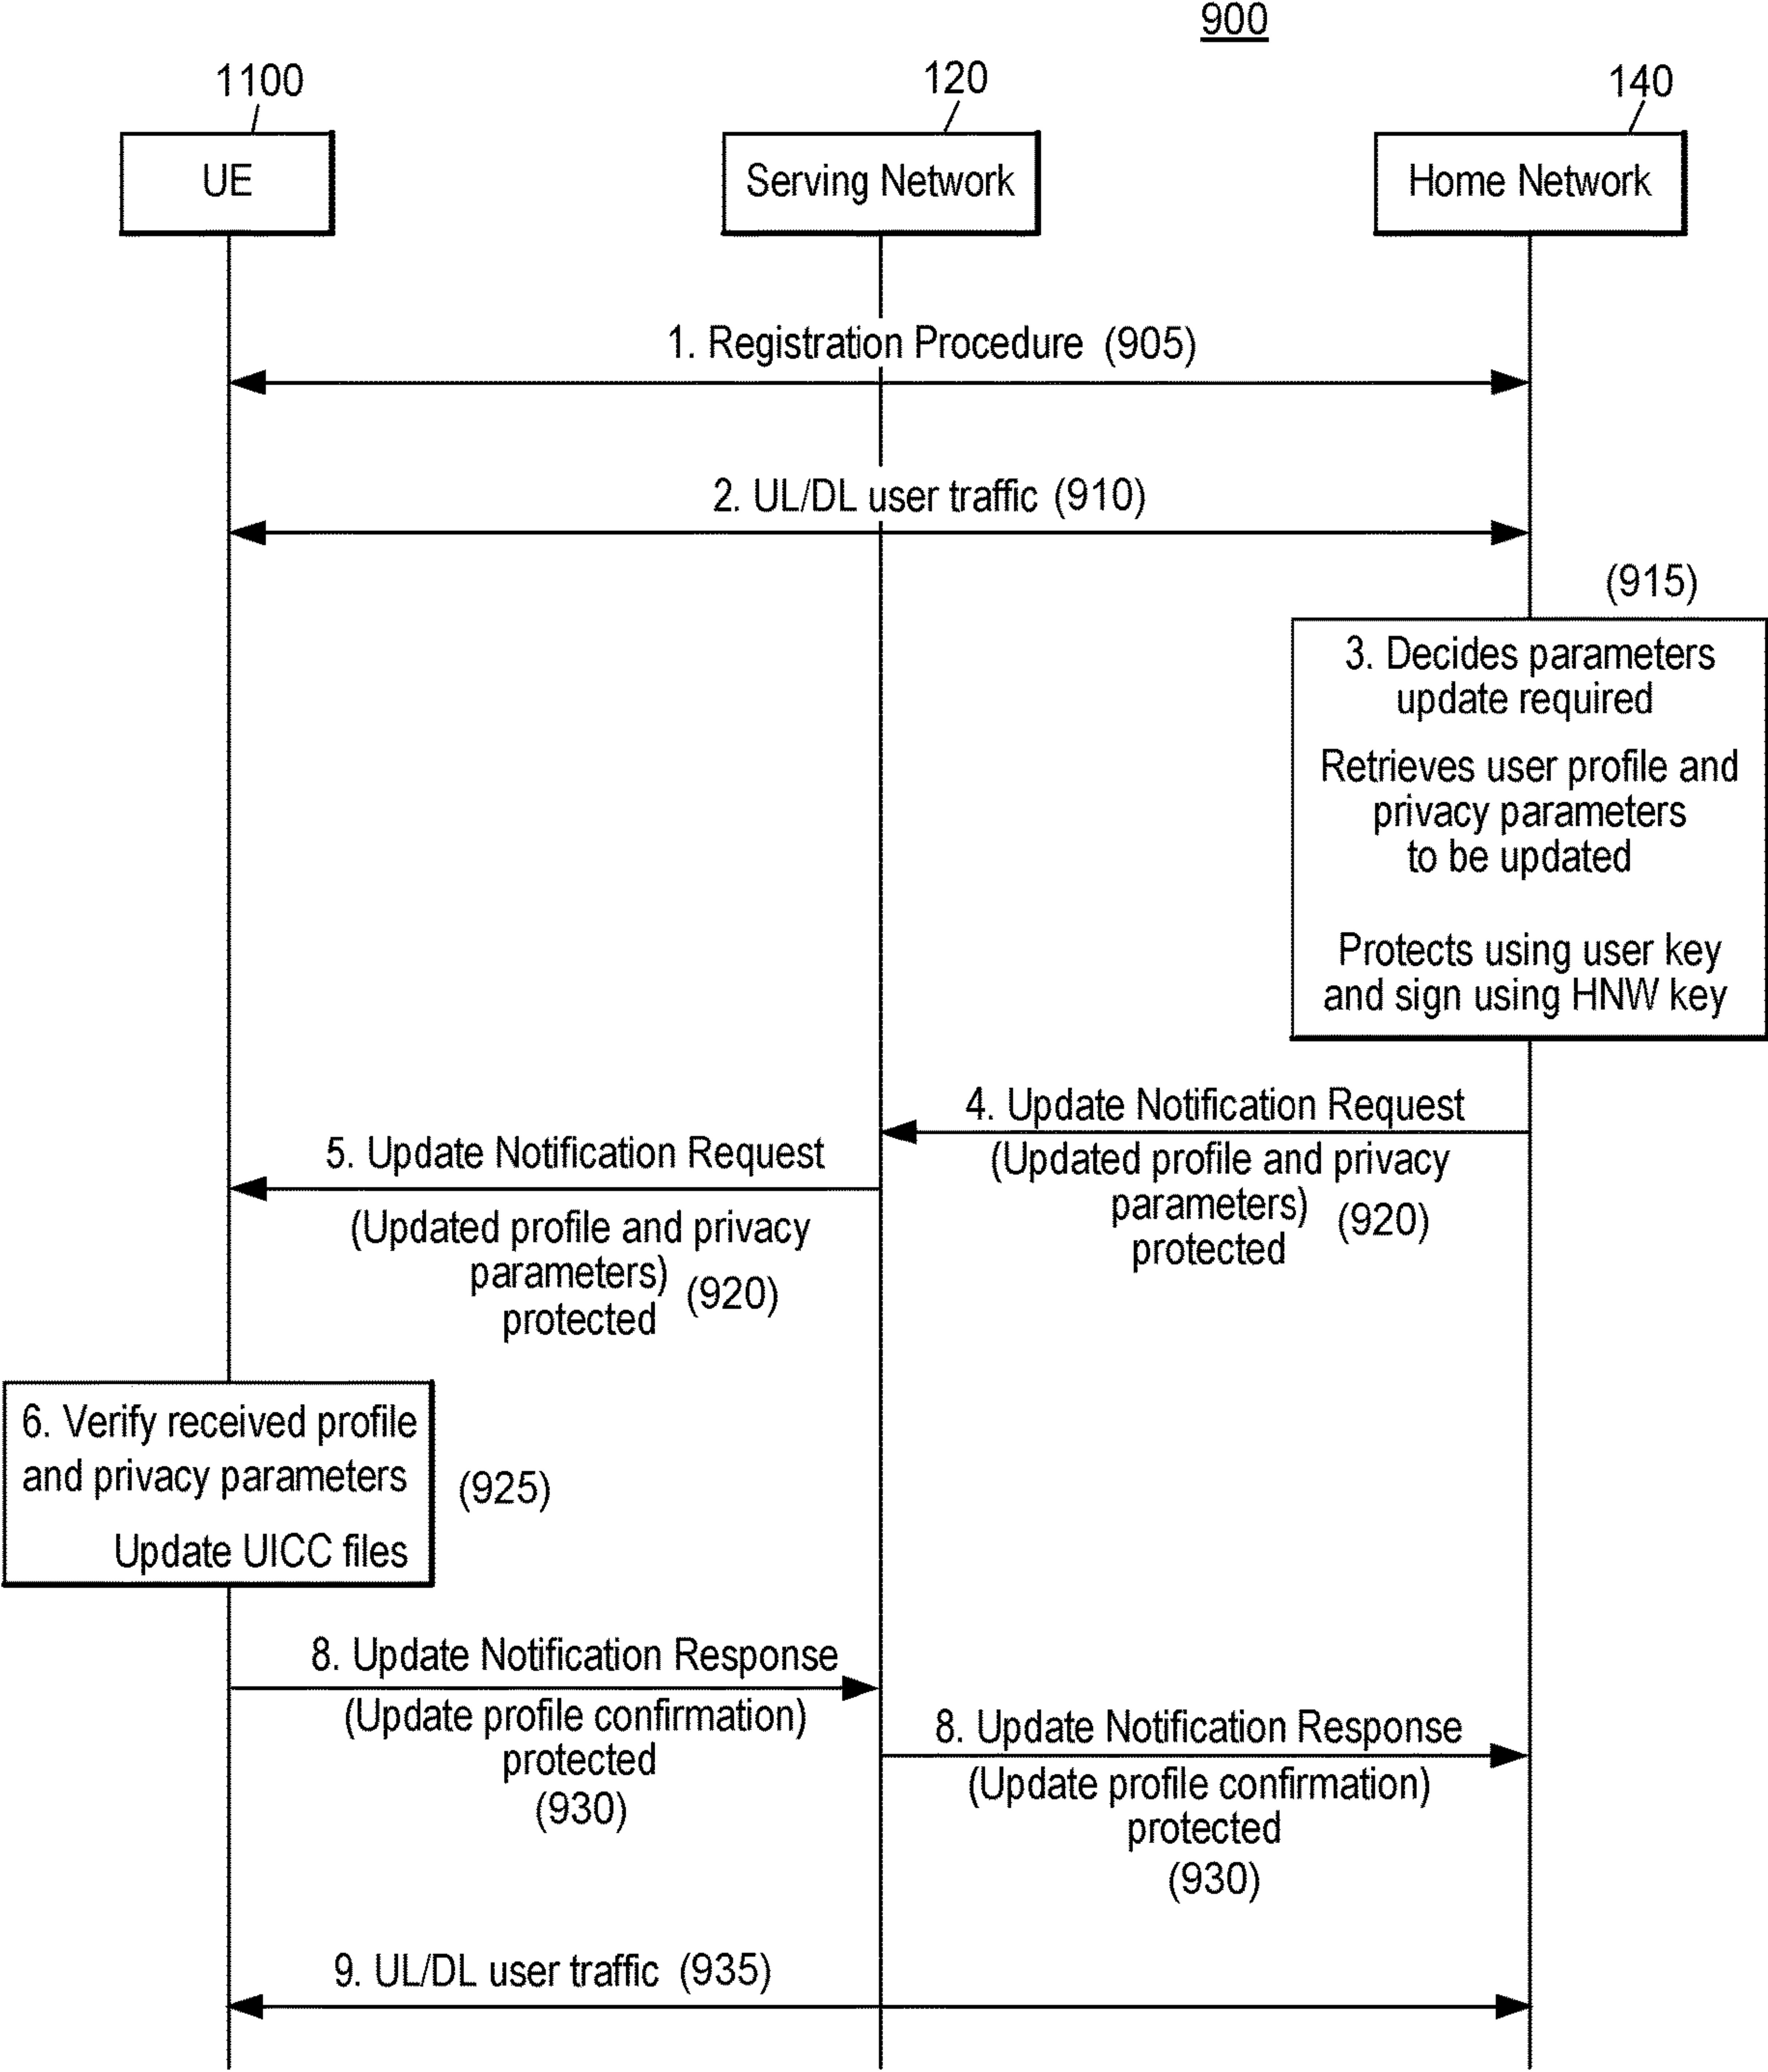 900
1100
120
140
UE
Serving Network
Home Network
1. Registration Procedure (905)
2. UL/DL user traffic (910)
(915)
3. Decides parameters
update required
Retrieves user profile and
privacy parameters
to be updated
Protects using user key
and sign using HNW key
4. Update Notification Request
(Updated profile and privacy
parameters) (920)
protected
5. Update Notification Request
(Updated profile and privacy
parameters) (920)
protected
6. Verify received profile
and privacy parameters
(925)
Update UICC files
8. Update Notification Response
(Update profile confirmation)
protected
(930)
8. Update Notification Response
(Update profile confirmation)
protected
(930)
9. UL/DL user traffic (935)